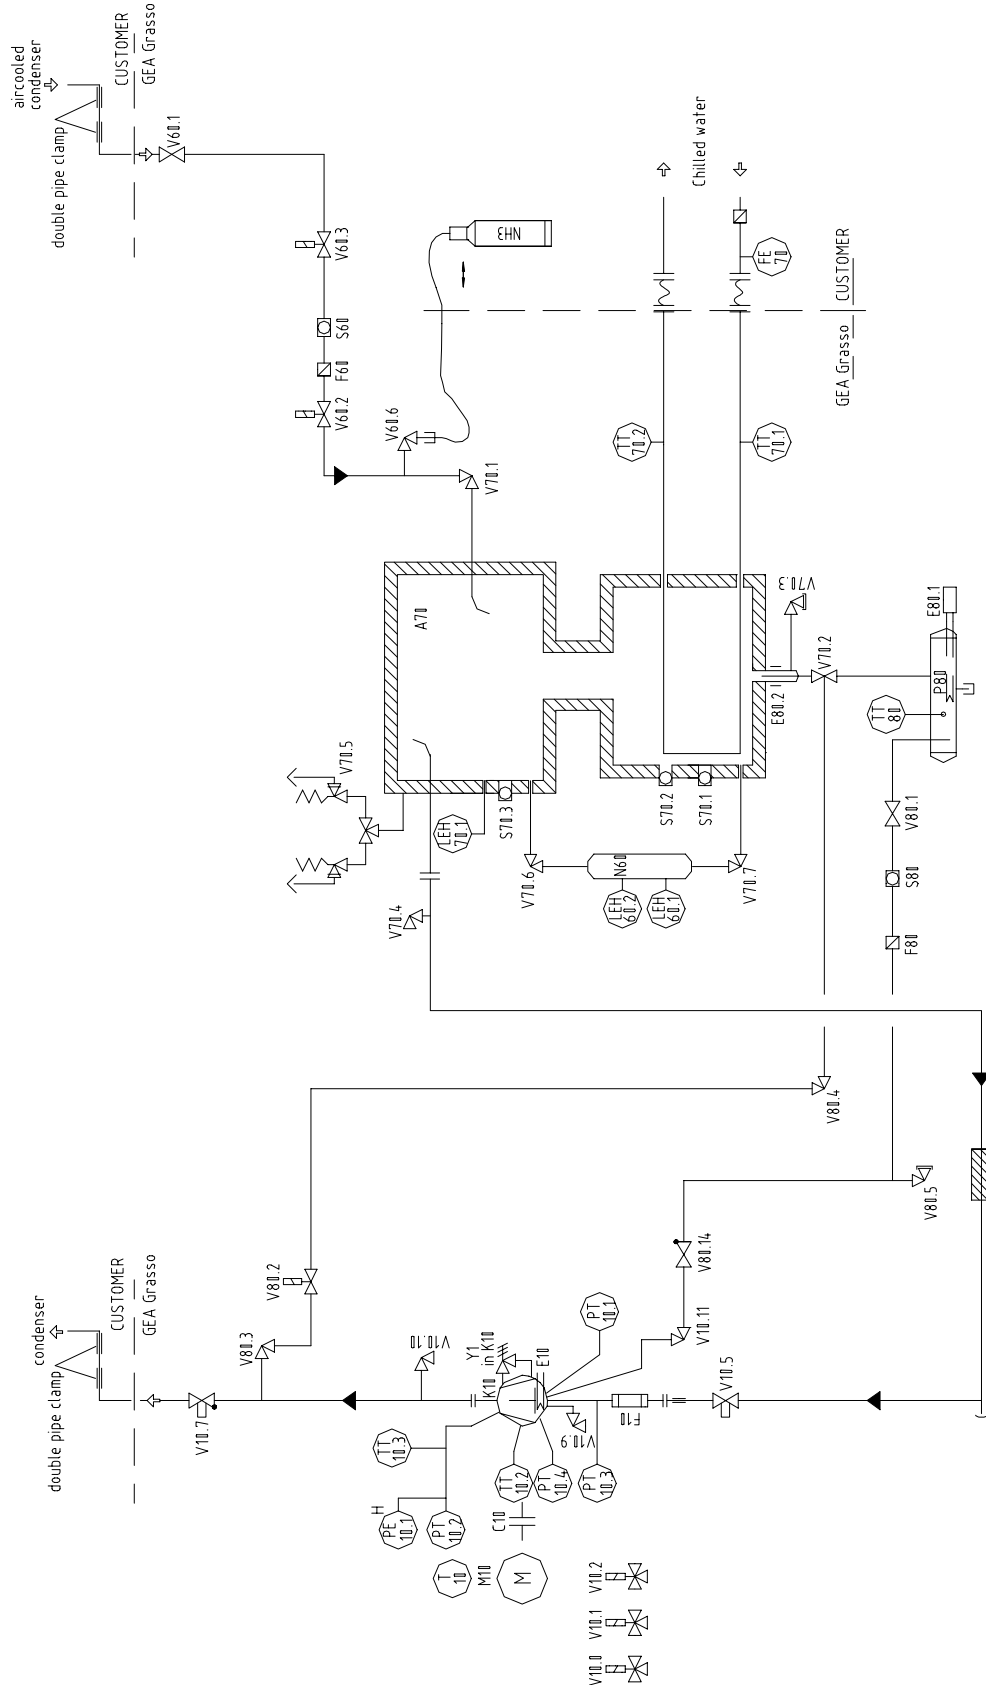 aircooled
condenser
double pipe clamp
CUSTOMER
GEA Grasso
V60.1
V60.3
S60
F60
V60.2
V60.6
NH3
V70.1
Chilled water
FE
70
CUSTOMER
GEA Grasso
TT
70.2
TT
70.1
A70
V70.3
V70.2
E80.2
E80.1
P80
TT
80
V70.5
LEH
70.1
S70.3
S70.2
S70.1
V80.1
V70.6
N60
LEH
60.2
LEH
60.1
V70.7
V70.4
S80
F80
V80.4
V80.5
condenser
double pipe clamp
CUSTOMER
GEA Grasso
V80.2
V80.3
V10.7
V10.10
V80.14
V10.11
Y1
in K10
K10
E10
PT
10.1
V10.5
F10
V10.9
TT
10.3
TT
10.2
PT
10.4
PT
10.3
H
PE
10.1
PT
10.2
C10
T
10
M10
M
V10.2
V10.1
V10.0